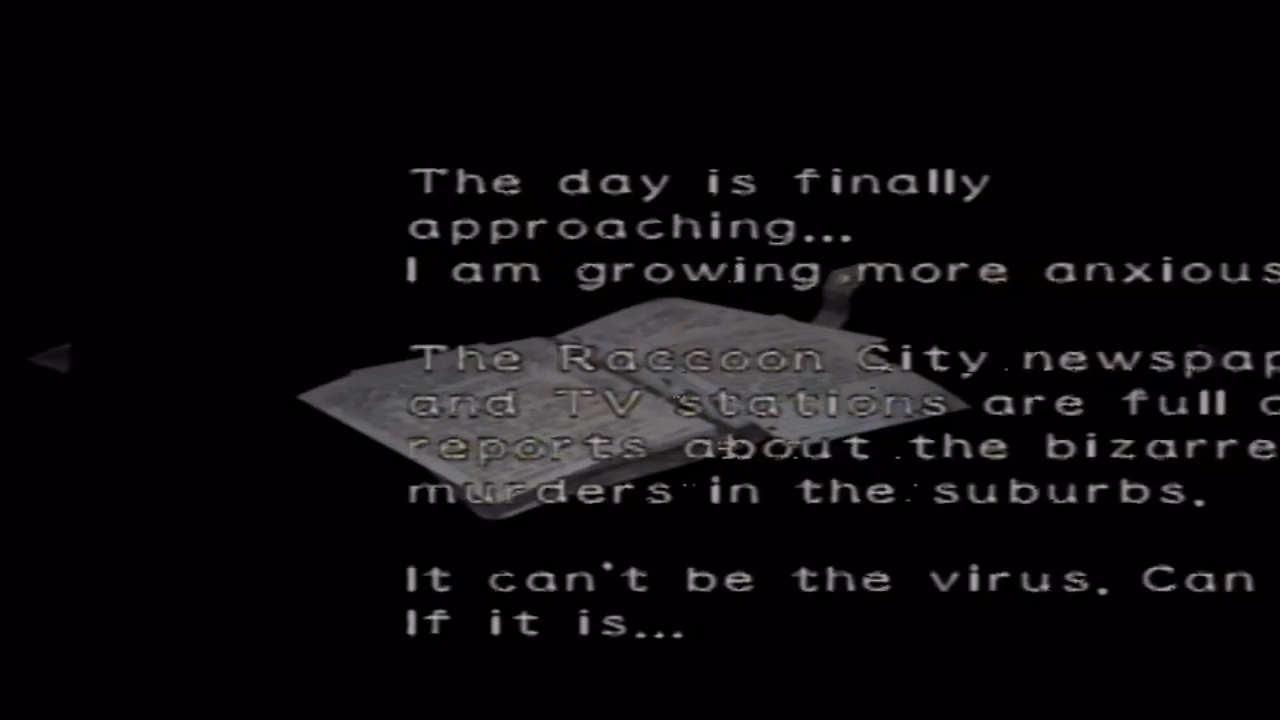 The day is finally
approaching...
I am growing more anxious
The Raccoon City newspap
and TV stations are full
reports about the bizarre
murders in the suburbs.
It can't be the virus. Can
If it is...